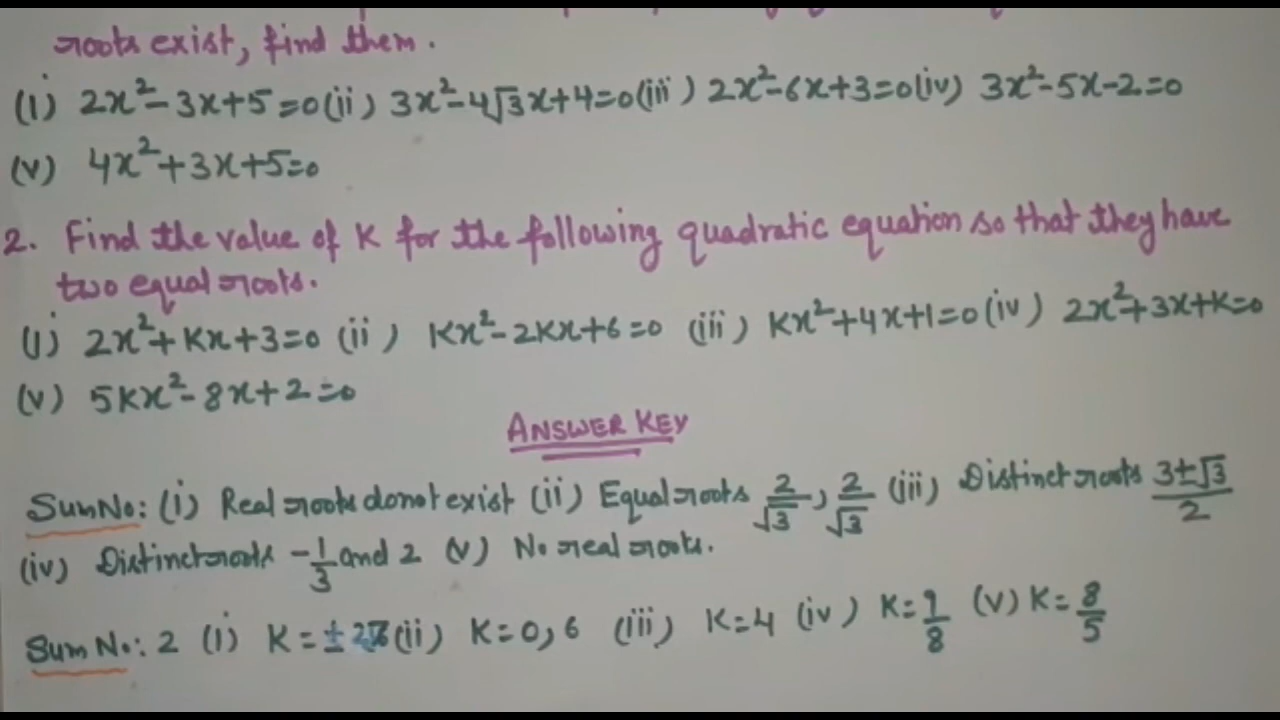 roots exist, find them.
(i) 2x²-3x+5=0 (ii) 3x²-4√3x+4=0 (iii) 2x²-6x+3=0 (iv) 3x²-5x-2=0
(v) 4x²+3x+5=0
2. Find the value of K for the following quadratic equation so that they have
two equal roots.
(i) 2x²+Kx+3=0 (ii) Kx²-2Kx+6=0 (iii) Kx²+4x+1=0 (iv) 2x²+3x+K=0
(v) 5Kx²-8x+2=0
ANSWER KEY
Sum No: (i) Real roots do not exist (ii) Equal roots 2/√3, 2/√3 (iii) Distinct roots 3±√3/2
(iv) Distinct roots -1/3 and 2 (v) No real roots.
Sum No: 2 (i) K=± (ii) K=0,6 (iii) K=4 (iv) K=9/8 (v) K=8/5